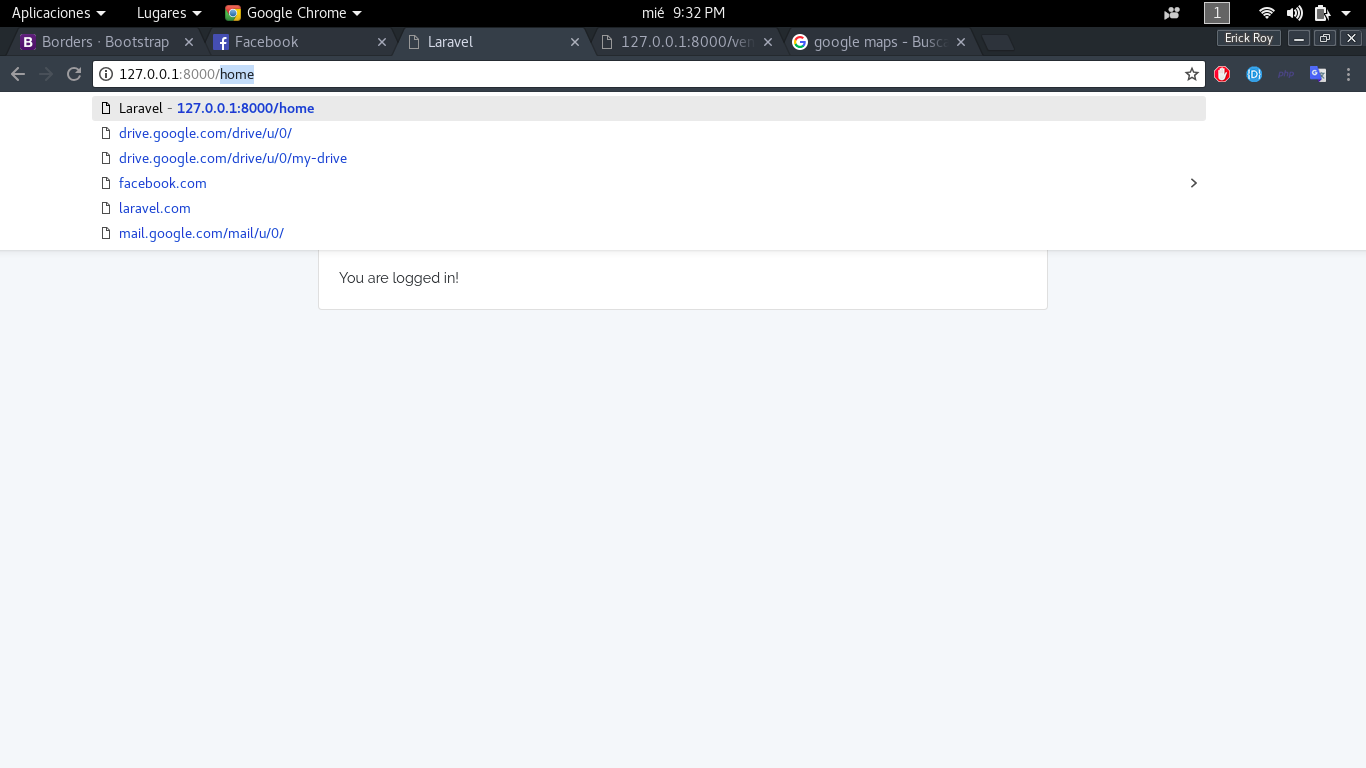 Aplicaciones Lugares Google Chrome mié 9:32 PM 1
Borders · Bootstrap Facebook Laravel 127.0.0.1:8000/ver google maps - Busca Erick Roy
127.0.0.1:8000/home php
Laravel - 127.0.0.1:8000/home
drive.google.com/drive/u/0/
drive.google.com/drive/u/0/my-drive
facebook.com
laravel.com
mail.google.com/mail/u/0/
You are logged in!